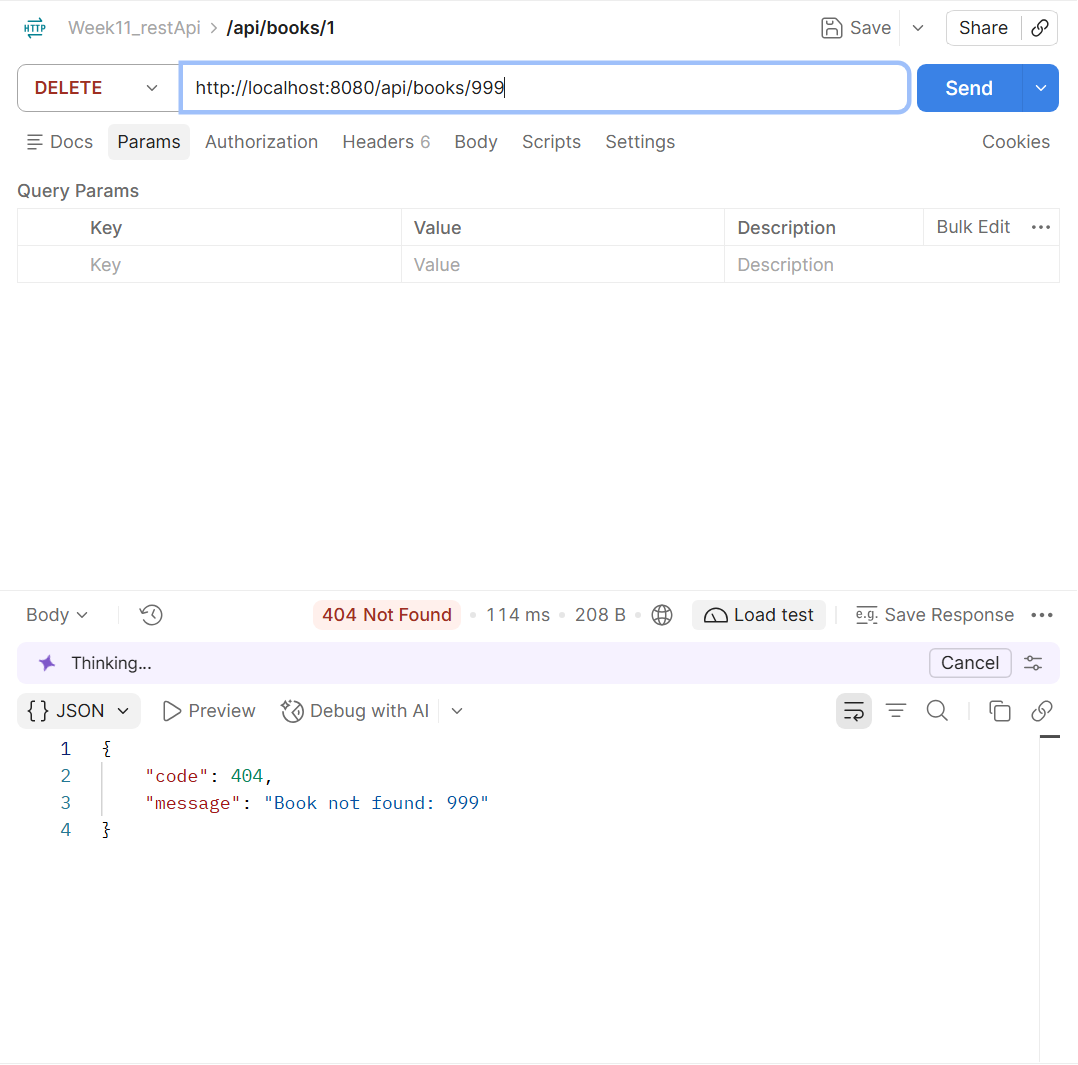 HTTP Week11_restApi > /api/books/1 Save Share
DELETE http://localhost:8080/api/books/999 Send
Docs Params Authorization Headers 6 Body Scripts Settings Cookies
Query Params
Key Value Description Bulk Edit ...
Key Value Description
Body 404 Not Found • 114 ms • 208 B • Load test e.g. Save Response ...
Thinking... Cancel
{ } JSON Preview Debug with AI
1 {
2 "code": 404,
3 "message": "Book not found: 999"
4 }